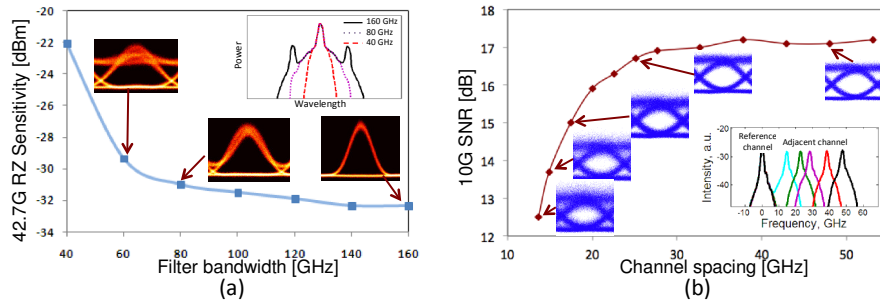 42.7G RZ Sensitivity [dBm]
-20
-22
-24
-26
-28
-30
-32
-34
40
60
80
100
120
140
160
Filter bandwidth [GHz]
(a)
Power
160 GHz
80 GHz
40 GHz
Wavelength
10G SNR [dB]
18
17
16
15
14
13
12
10
20
30
40
50
Channel spacing [GHz]
(b)
Intensity, a.u.
-20
-30
-40
Reference
channel
Adjacent channel
-10
0
10
20
30
40
50
60
Frequency, GHz